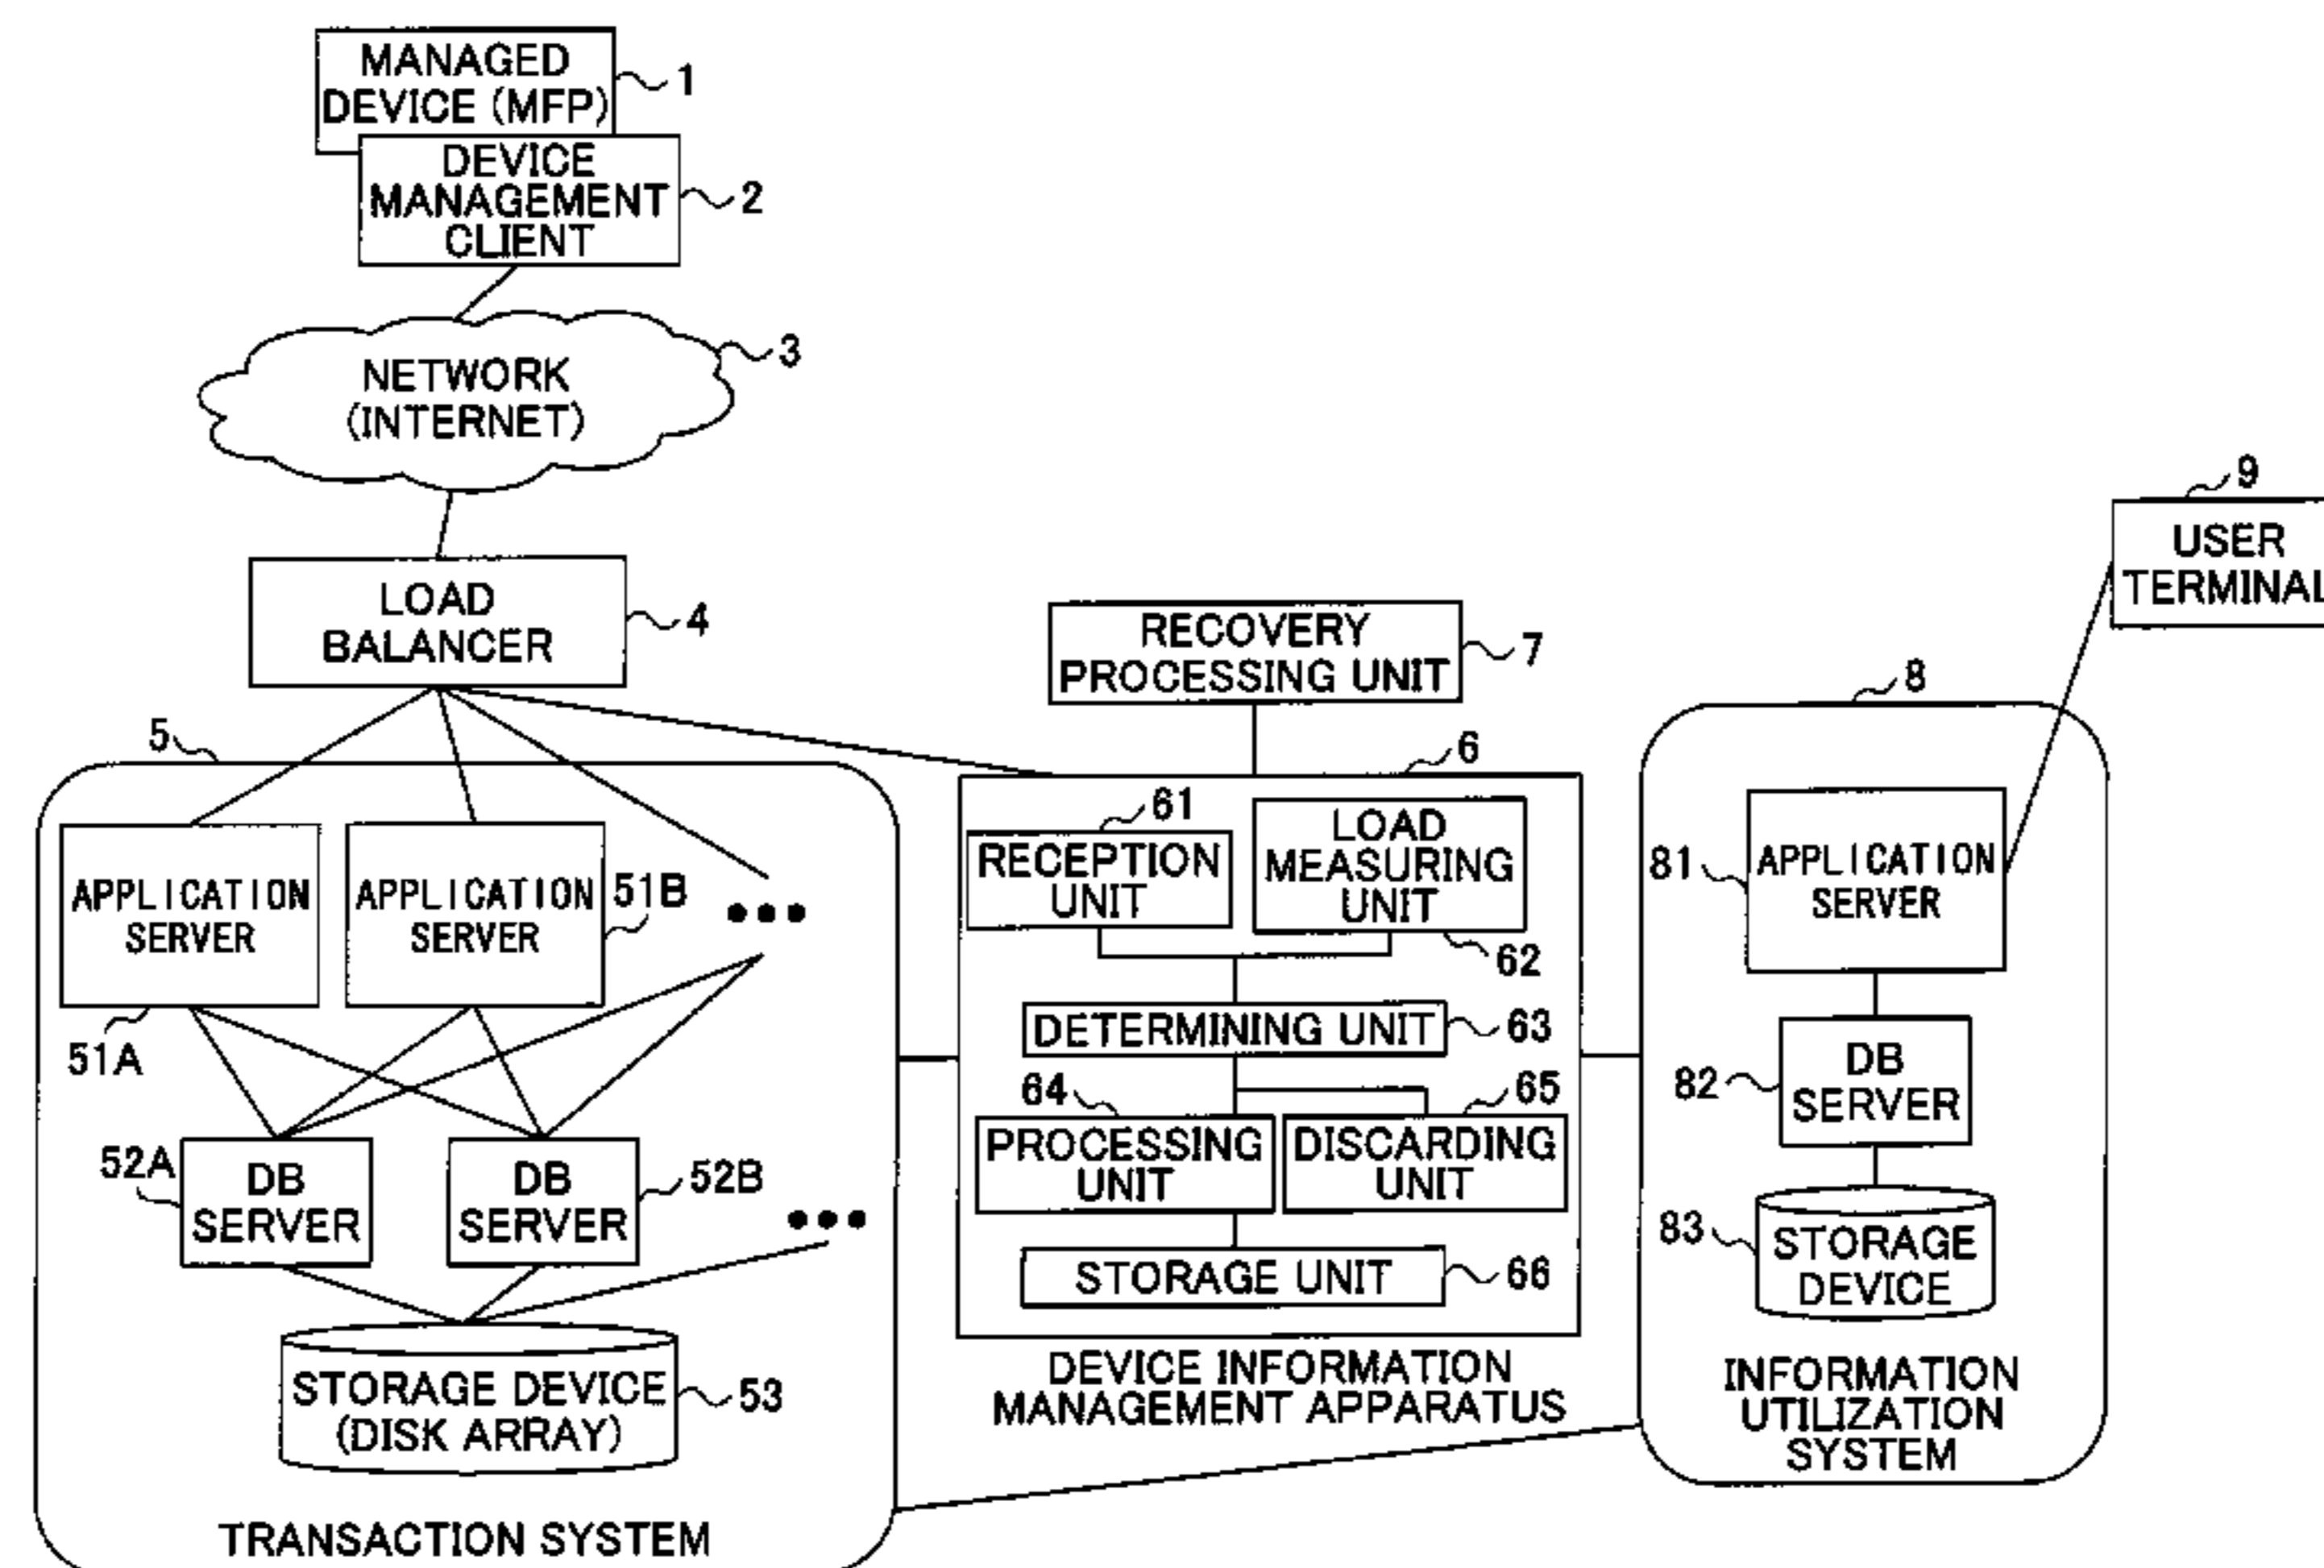 MANAGED
DEVICE (MFP)
1
DEVICE
MANAGEMENT
CLIENT
2
NETWORK
(INTERNET)
3
LOAD
BALANCER
4
RECOVERY
PROCESSING UNIT
7
9
USER
TERMINAL
5
APPLICATION
SERVER
51A
APPLICATION
SERVER
51B
•••
DB
SERVER
52A
DB
SERVER
52B
•••
STORAGE DEVICE
(DISK ARRAY)
53
TRANSACTION SYSTEM
6
61
RECEPTION
UNIT
LOAD
MEASURING
UNIT
62
DETERMINING UNIT
63
64
PROCESSING
UNIT
65
DISCARDING
UNIT
STORAGE UNIT
66
DEVICE INFORMATION
MANAGEMENT APPARATUS
8
81
APPLICATION
SERVER
82
DB
SERVER
83
STORAGE
DEVICE
INFORMATION
UTILIZATION
SYSTEM